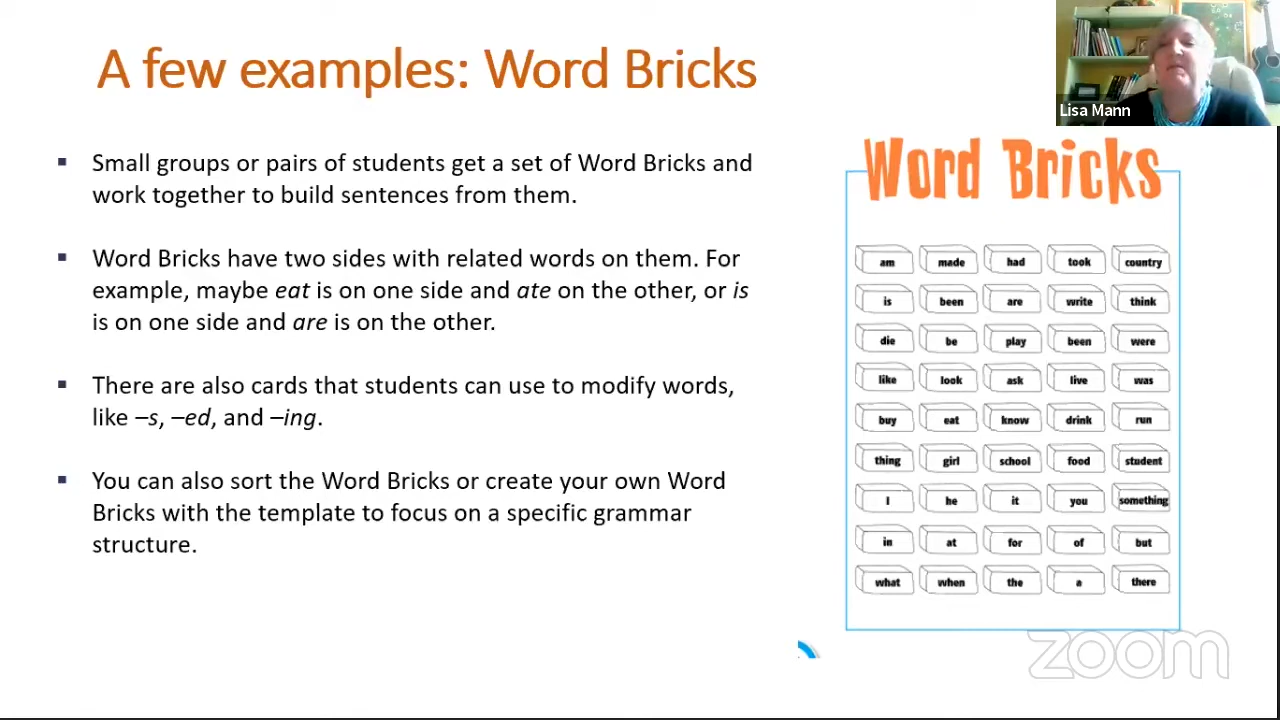 A few examples: Word Bricks
Lisa Mann
▪ Small groups or pairs of students get a set of Word Bricks and
work together to build sentences from them.
▪ Word Bricks have two sides with related words on them. For
example, maybe eat is on one side and ate on the other, or is
is on one side and are is on the other.
▪ There are also cards that students can use to modify words,
like –s, –ed, and –ing.
▪ You can also sort the Word Bricks or create your own Word
Bricks with the template to focus on a specific grammar
structure.
Word Bricks
am made had took country
is been are write think
die be play been were
like look ask live was
buy eat know drink run
thing girl school food student
I he it you something
in at for of but
what when the a there
zoom